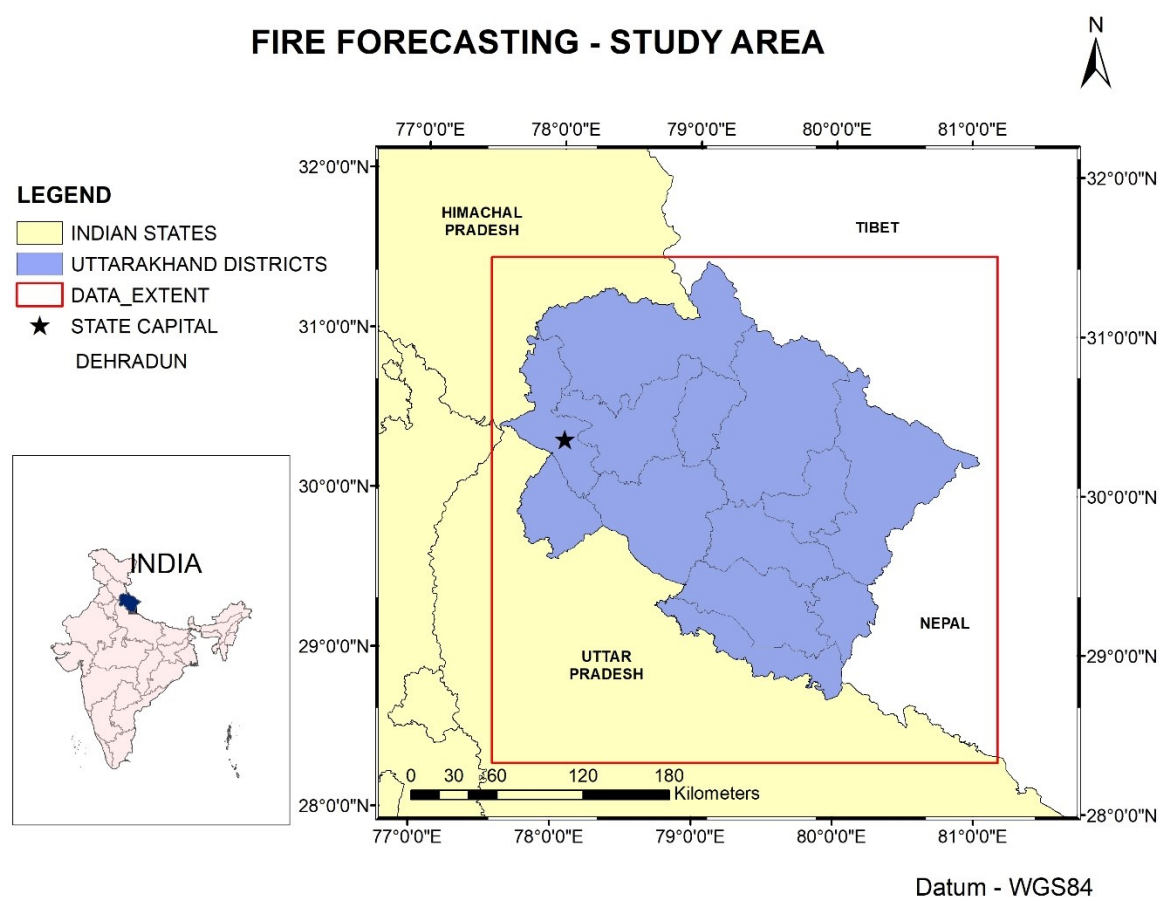 FIRE FORECASTING - STUDY AREA
N
77°0'0"E 78°0'0"E 79°0'0"E 80°0'0"E 81°0'0"E
32°0'0"N
32°0'0"N
LEGEND
INDIAN STATES
UTTARAKHAND DISTRICTS
DATA_EXTENT
STATE CAPITAL
DEHRADUN
HIMACHAL
PRADESH
TIBET
31°0'0"N
31°0'0"N
30°0'0"N
30°0'0"N
INDIA
29°0'0"N
29°0'0"N
NEPAL
UTTAR
PRADESH
0 30 60 120 180
Kilometers
28°0'0"N
28°0'0"N
77°0'0"E 78°0'0"E 79°0'0"E 80°0'0"E 81°0'0"E
Datum - WGS84